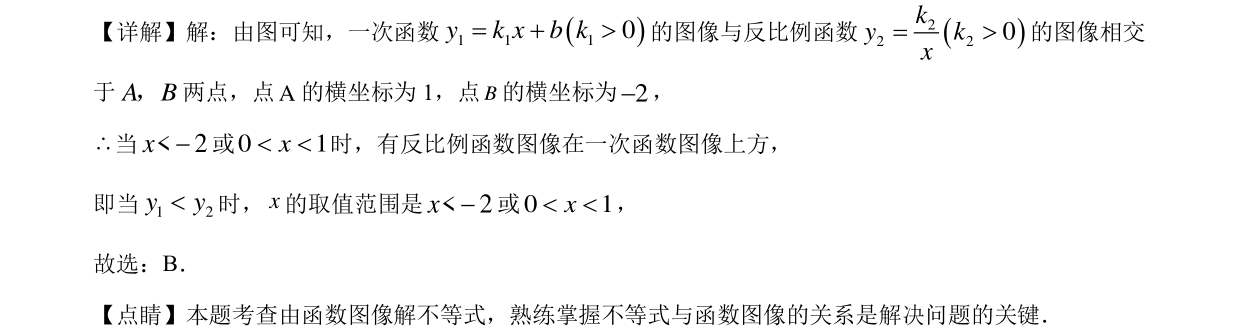 【详解】解：由图可知，一次函数 y₁ = k₁x + b(k₁ > 0) 的图像与反比例函数 y₂ = k₂/x (k₂ > 0) 的图像相交
于 A，B 两点，点 A 的横坐标为 1，点 B 的横坐标为 −2，
∴当 x < −2 或 0 < x < 1 时，有反比例函数图像在一次函数图像上方，
即当 y₁ < y₂ 时， x 的取值范围是 x < −2 或 0 < x < 1，
故选：B．
【点睛】本题考查由函数图像解不等式，熟练掌握不等式与函数图像的关系是解决问题的关键．